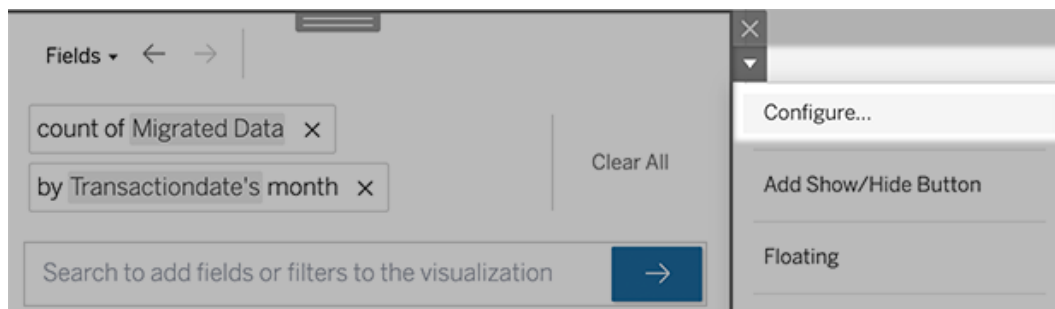 Fields
count of Migrated Data ×
by Transactiondate's month ×
Clear All
Search to add fields or filters to the visualization
Configure...
Add Show/Hide Button
Floating